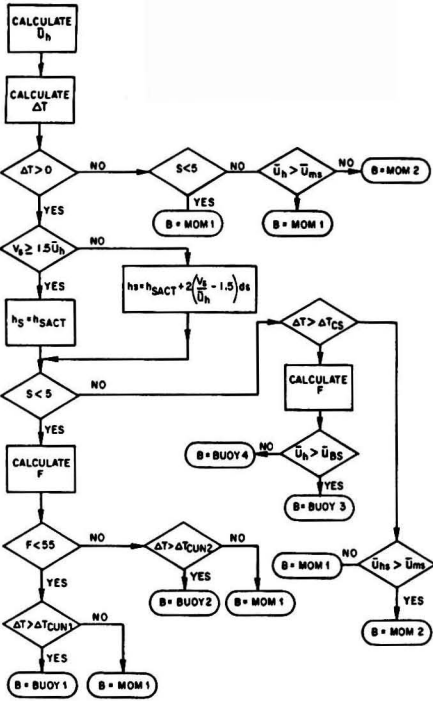 CALCULATE
Ūh
CALCULATE
ΔT
ΔT > 0
NO
S<5
NO
ūh > ūms
NO
B = MOM 2
YES
YES
B = MOM 1
B = MOM 1
Vs ≥ 1.5ūh
NO
YES
hs = hSACT
hs = hSACT + 2(Vs/Ūh - 1.5)ds
ΔT > ΔTCS
S < 5
NO
CALCULATE
F
YES
CALCULATE
F
ūh > ūBS
NO
B = BUOY 4
YES
B = BUOY 3
F < 55
NO
ΔT > ΔTCUN2
NO
YES
B = BUOY 2
B = MOM 1
B = MOM 1
NO
ūhs > ūms
YES
B = MOM 2
YES
ΔT > ΔTCUN1
NO
YES
B = BUOY 1
B = MOM 1